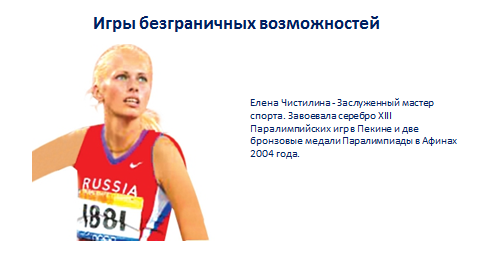 Игры безграничных возможностей
Елена Чистилина - Заслуженный мастер
спорта. Завоевала серебро XIII
Паралимпийских игр в Пекине и две
бронзовые медали Паралимпиады в Афинах
2004 года.
RUSSIA
1881